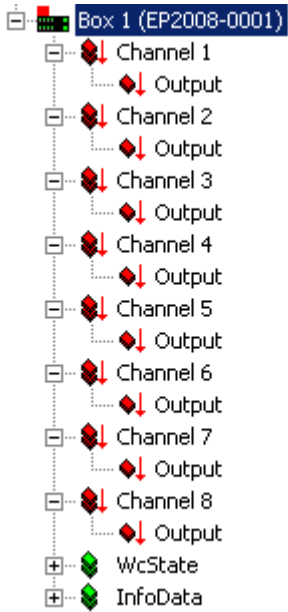 Box 1 (EP2008-0001)
Channel 1
Output
Channel 2
Output
Channel 3
Output
Channel 4
Output
Channel 5
Output
Channel 6
Output
Channel 7
Output
Channel 8
Output
WcState
InfoData